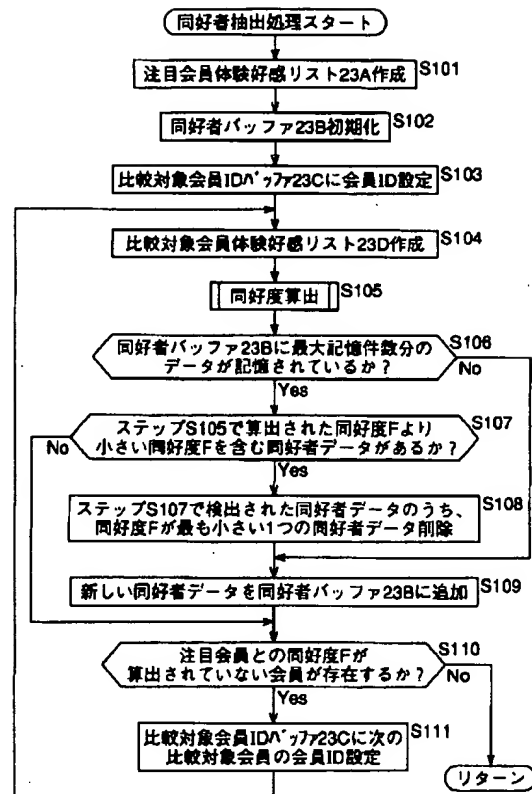 同好者抽出処理スタート
注目会員体験好感リスト23A作成
S101
同好者バッファ23B初期化
S102
比較対象会員IDバッファ23Cに会員ID設定
S103
比較対象会員体験好感リスト23D作成
S104
同好度算出
S105
同好者バッファ23Bに最大記憶件数分の
データが記憶されているか?
S106
No
Yes
ステップS105で算出された同好度Fより
小さい同好度Fを含む同好者データがあるか?
S107
No
Yes
ステップS107で検出された同好者データのうち、
同好度Fが最も小さい1つの同好者データ削除
S108
新しい同好者データを同好者バッファ23Bに追加
S109
注目会員との同好度Fが
算出されていない会員が存在するか?
S110
No
Yes
比較対象会員IDバッファ23Cに次の
比較対象会員の会員ID設定
S111
リターン